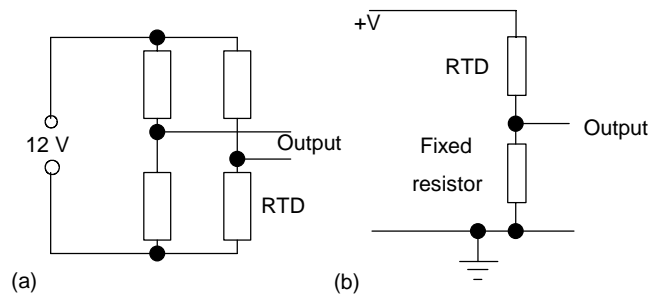 12 V
Output
RTD
(a)
+V
RTD
Output
Fixed
resistor
(b)